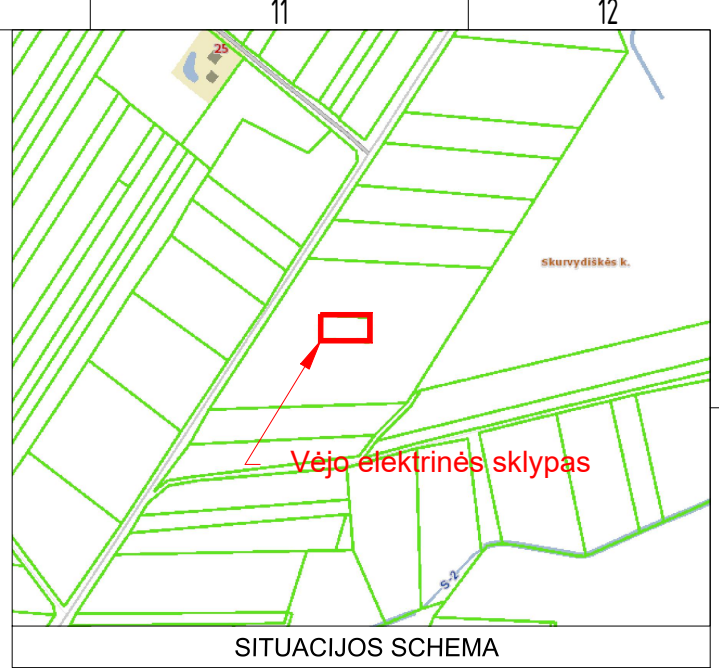 11
12
25
Skurvydiškės k.
Vėjo elektrinės sklypas
S-2
SITUACIJOS SCHEMA